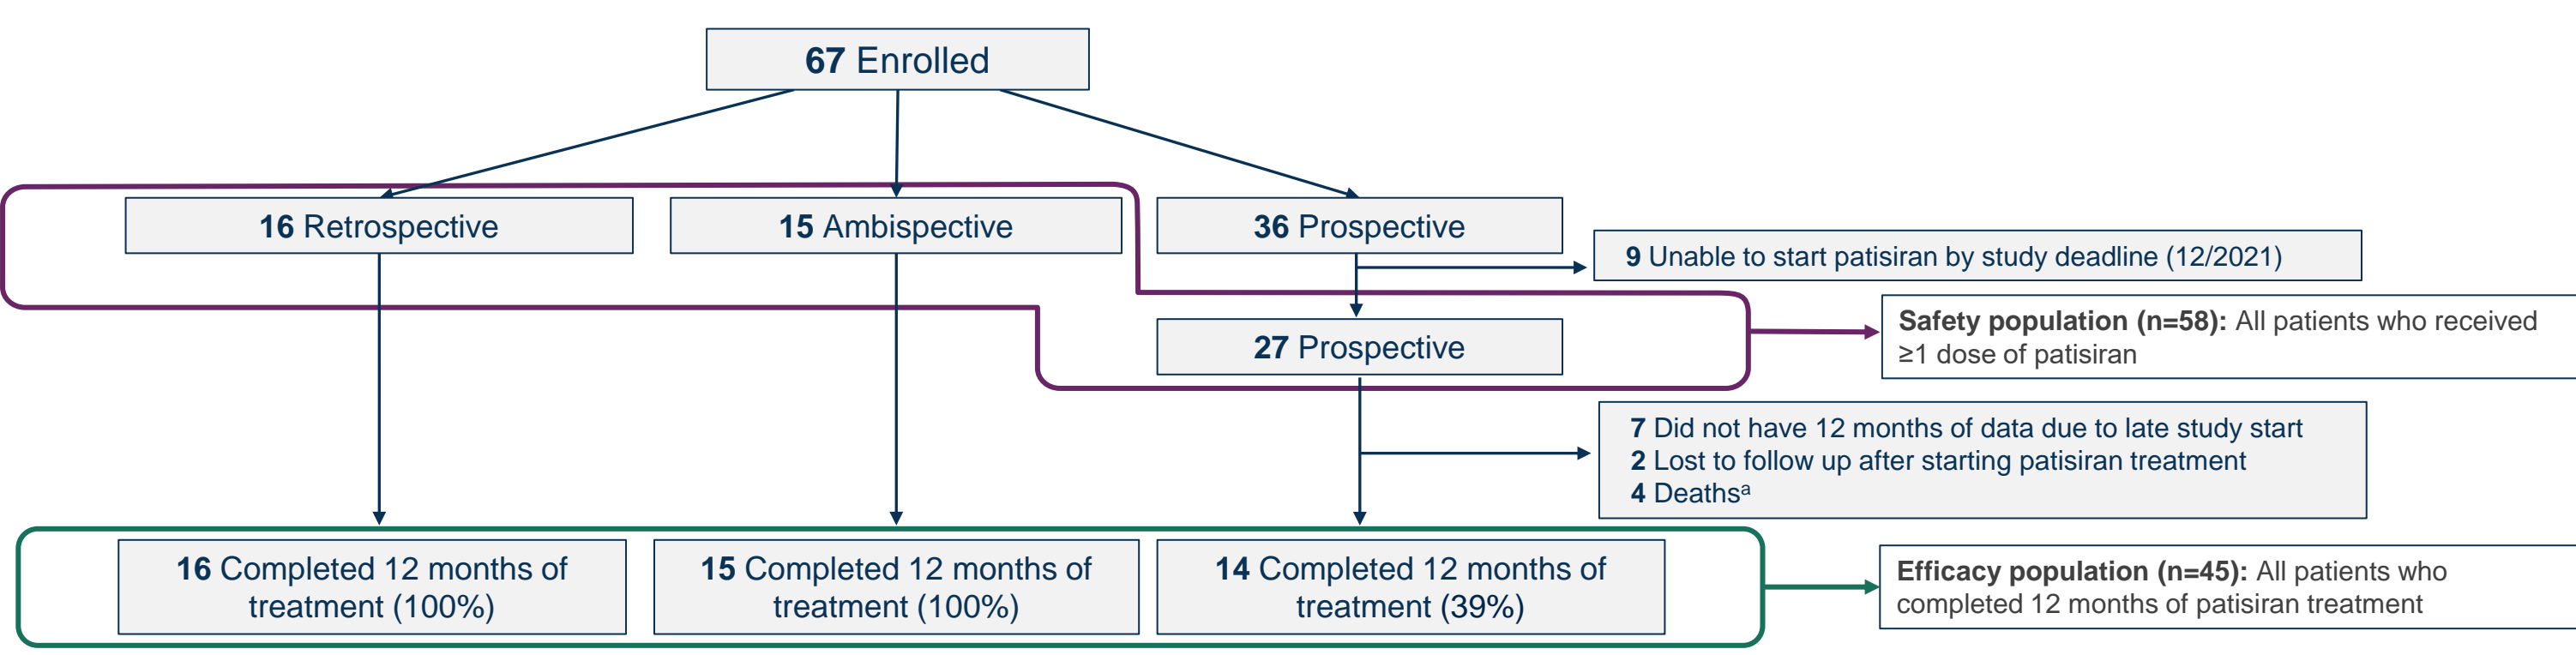 67 Enrolled
16 Retrospective
15 Ambispective
36 Prospective
9 Unable to start patisiran by study deadline (12/2021)
27 Prospective
Safety population (n=58): All patients who received
≥1 dose of patisiran
7 Did not have 12 months of data due to late study start
2 Lost to follow up after starting patisiran treatment
4 Deathsᵃ
16 Completed 12 months of
treatment (100%)
15 Completed 12 months of
treatment (100%)
14 Completed 12 months of
treatment (39%)
Efficacy population (n=45): All patients who
completed 12 months of patisiran treatment